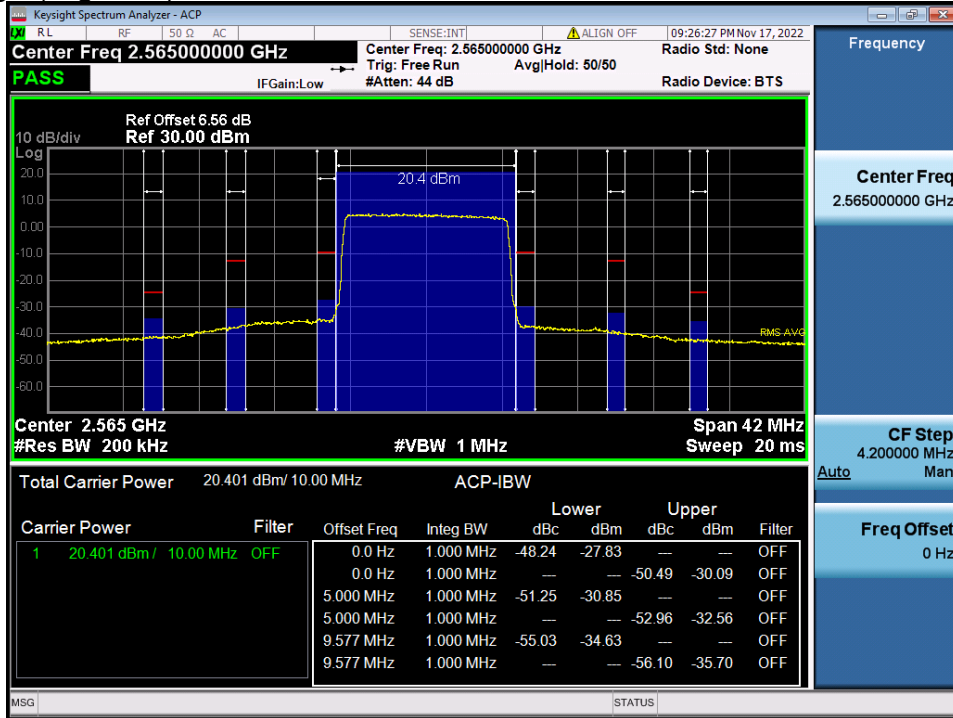 Keysight Spectrum Analyzer - ACP
LXI RL RF 50 Ω AC SENSE:INT ALIGN OFF 09:26:27 PM Nov 17, 2022
Center Freq 2.565000000 GHz
Center Freq: 2.565000000 GHz
Radio Std: None
Trig: Free Run Avg|Hold: 50/50
PASS
IFGain:Low
#Atten: 44 dB
Radio Device: BTS
Ref Offset 6.56 dB
10 dB/div Ref 30.00 dBm
Log
20.4 dBm
20.0
10.0
0.00
-10.0
-20.0
-30.0
-40.0
-50.0
-60.0
RMS AVG
Center 2.565 GHz Span 42 MHz
#Res BW 200 kHz #VBW 1 MHz Sweep 20 ms
Total Carrier Power 20.401 dBm/ 10.00 MHz ACP-IBW
Lower Upper
Carrier Power Filter Offset Freq Integ BW dBc dBm dBc dBm Filter
1 20.401 dBm / 10.00 MHz OFF 0.0 Hz 1.000 MHz -48.24 -27.83 --- --- OFF
0.0 Hz 1.000 MHz --- --- -50.49 -30.09 OFF
5.000 MHz 1.000 MHz -51.25 -30.85 --- --- OFF
5.000 MHz 1.000 MHz --- --- -52.96 -32.56 OFF
9.577 MHz 1.000 MHz -55.03 -34.63 --- --- OFF
9.577 MHz 1.000 MHz --- --- -56.10 -35.70 OFF
MSG STATUS
Frequency
Center Freq
2.565000000 GHz
CF Step
4.200000 MHz
Auto Man
Freq Offset
0 Hz